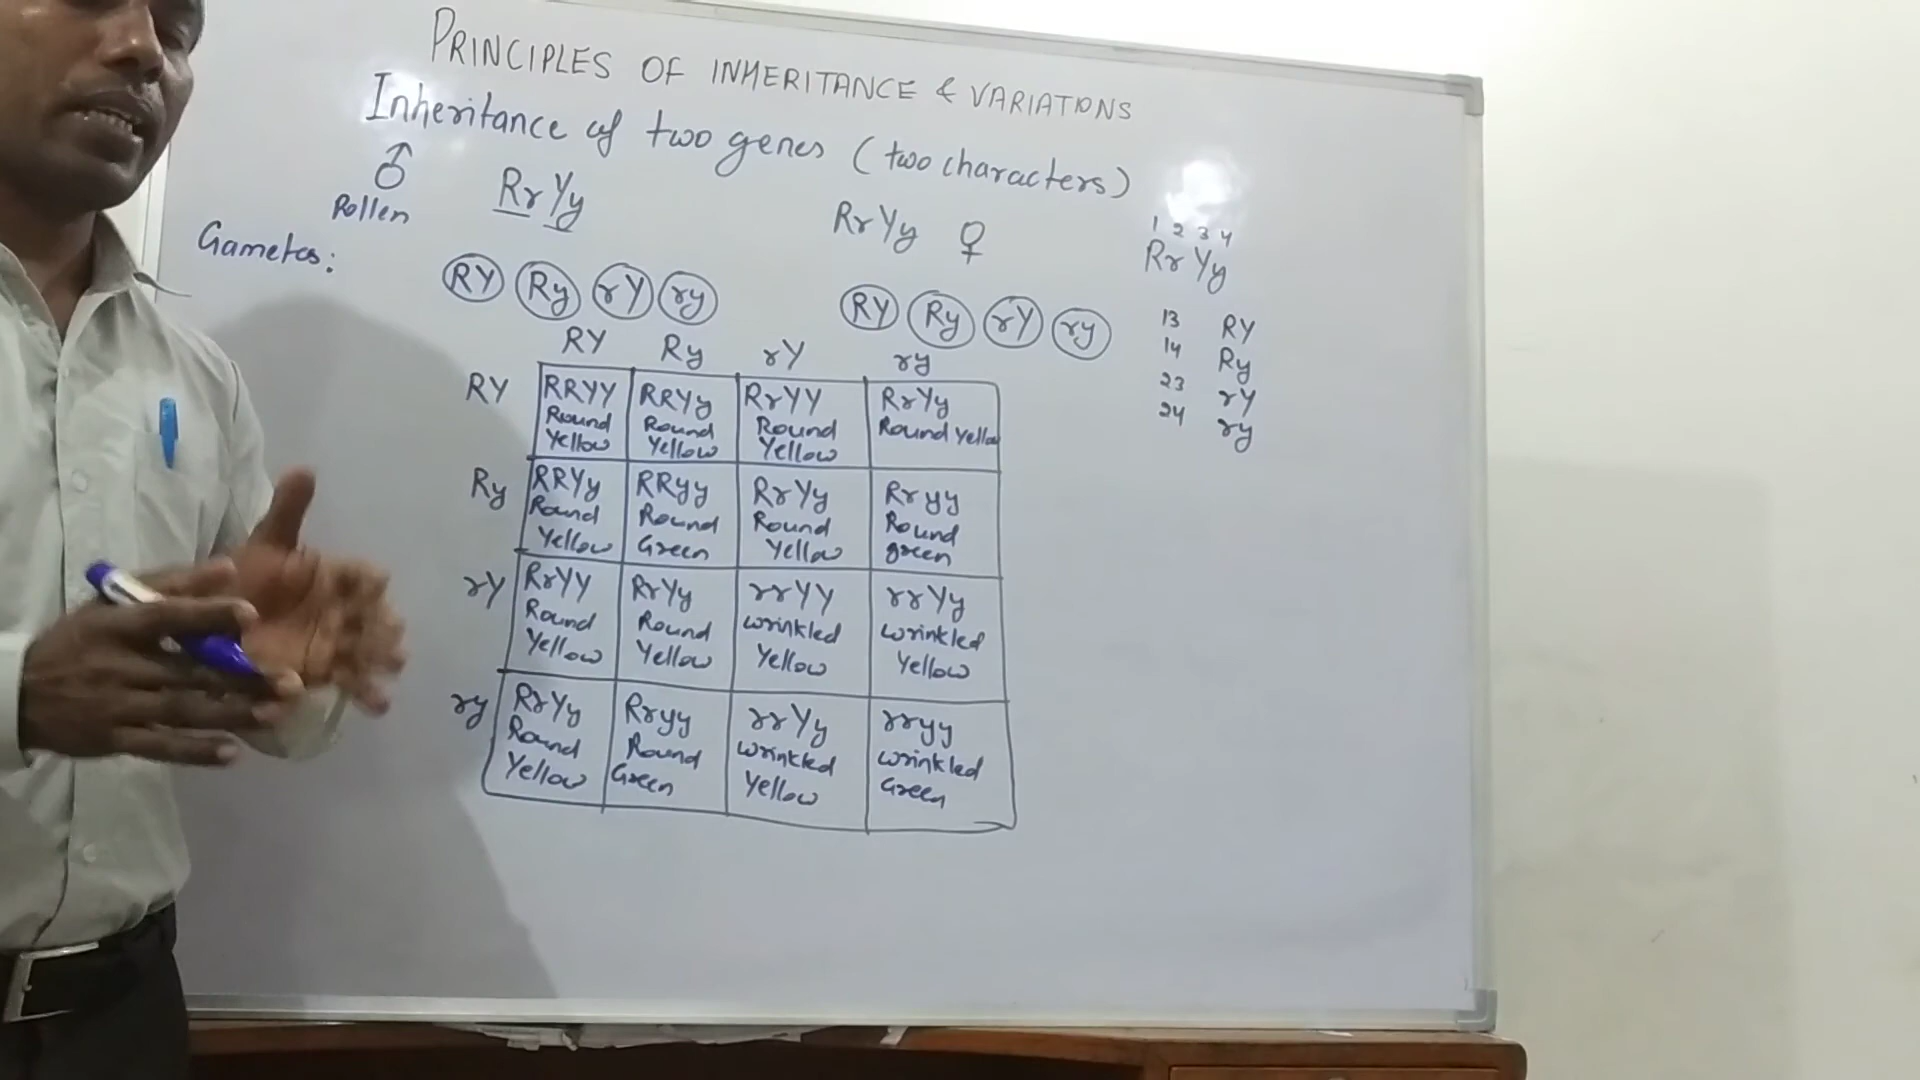 PRINCIPLES OF INHERITANCE & VARIATIONS
Inheritance of two genes (two characters)
♂
Pollen
RrYy
RrYy ♀
Gametes:
RY Ry rY ry
RY Ry rY ry
1 2 3 4
RrYy
13 RY
14 Ry
23 rY
24 ry
RY Ry rY ry
RY
RRYY
Round
Yellow
RRYy
Round
Yellow
RrYY
Round
Yellow
RrYy
Round Yellow
Ry
RRYy
Round
Yellow
RRyy
Round
Green
RrYy
Round
Yellow
Rryy
Round
green
rY
RrYY
Round
Yellow
RrYy
Round
Yellow
rrYY
wrinkled
Yellow
rrYy
wrinkled
Yellow
ry
RrYy
Round
Yellow
Rryy
Round
Green
rrYy
wrinkled
Yellow
rryy
wrinkled
Green